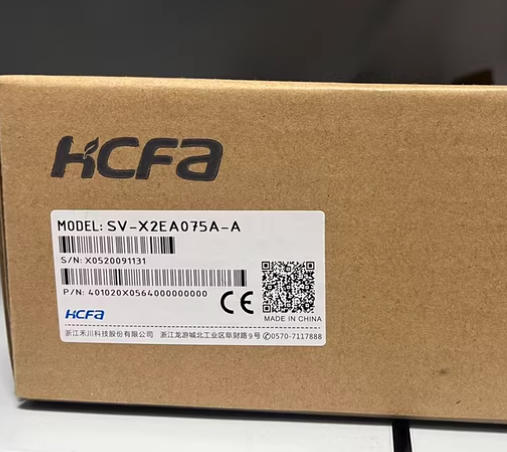 HCFA
MODEL: SV-X2EA075A-A
S/N: X0520091131
P/N: 401020X0564000000000
CE
HCFA
MADE IN CHINA
浙江禾川科技股份有限公司 浙江龙游城北工业区阜财路9号 ✆0570-7117888